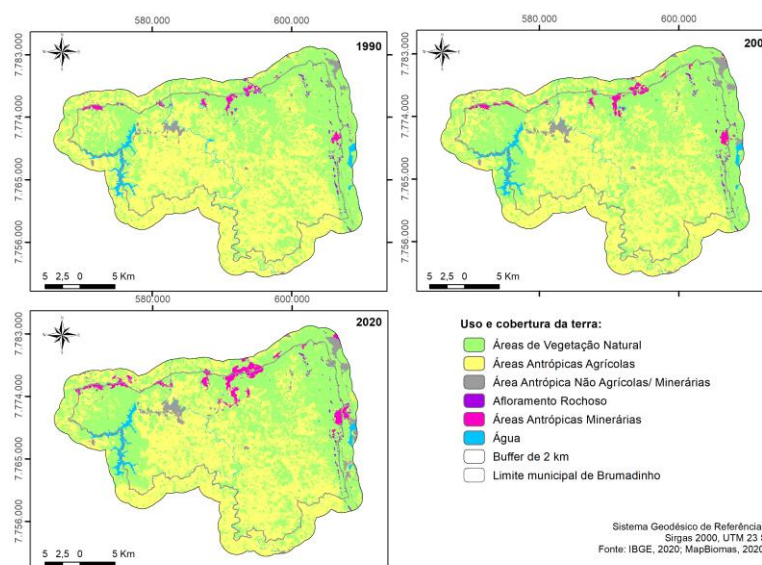 580.000 600.000
1990
7.783.000
7.774.000
7.765.000
7.756.000
5 2,5 0 5 Km
580.000 600.000
7.783.000
7.774.000
7.765.000
7.756.000
5 2,5 0 5 Km
580.000 600.000
580.000 600.000
2020
7.783.000
7.774.000
7.765.000
7.756.000
5 2,5 0 5 Km
Uso e cobertura da terra:
Áreas de Vegetação Natural
Áreas Antrópicas Agrícolas
Área Antrópica Não Agrícolas/ Minerárias
Afloramento Rochoso
Áreas Antrópicas Minerárias
Água
Buffer de 2 km
Limite municipal de Brumadinho
Sistema Geodésico de Referência
Sirgas 2000, UTM 23
Fonte: IBGE, 2020; MapBiomas, 2020